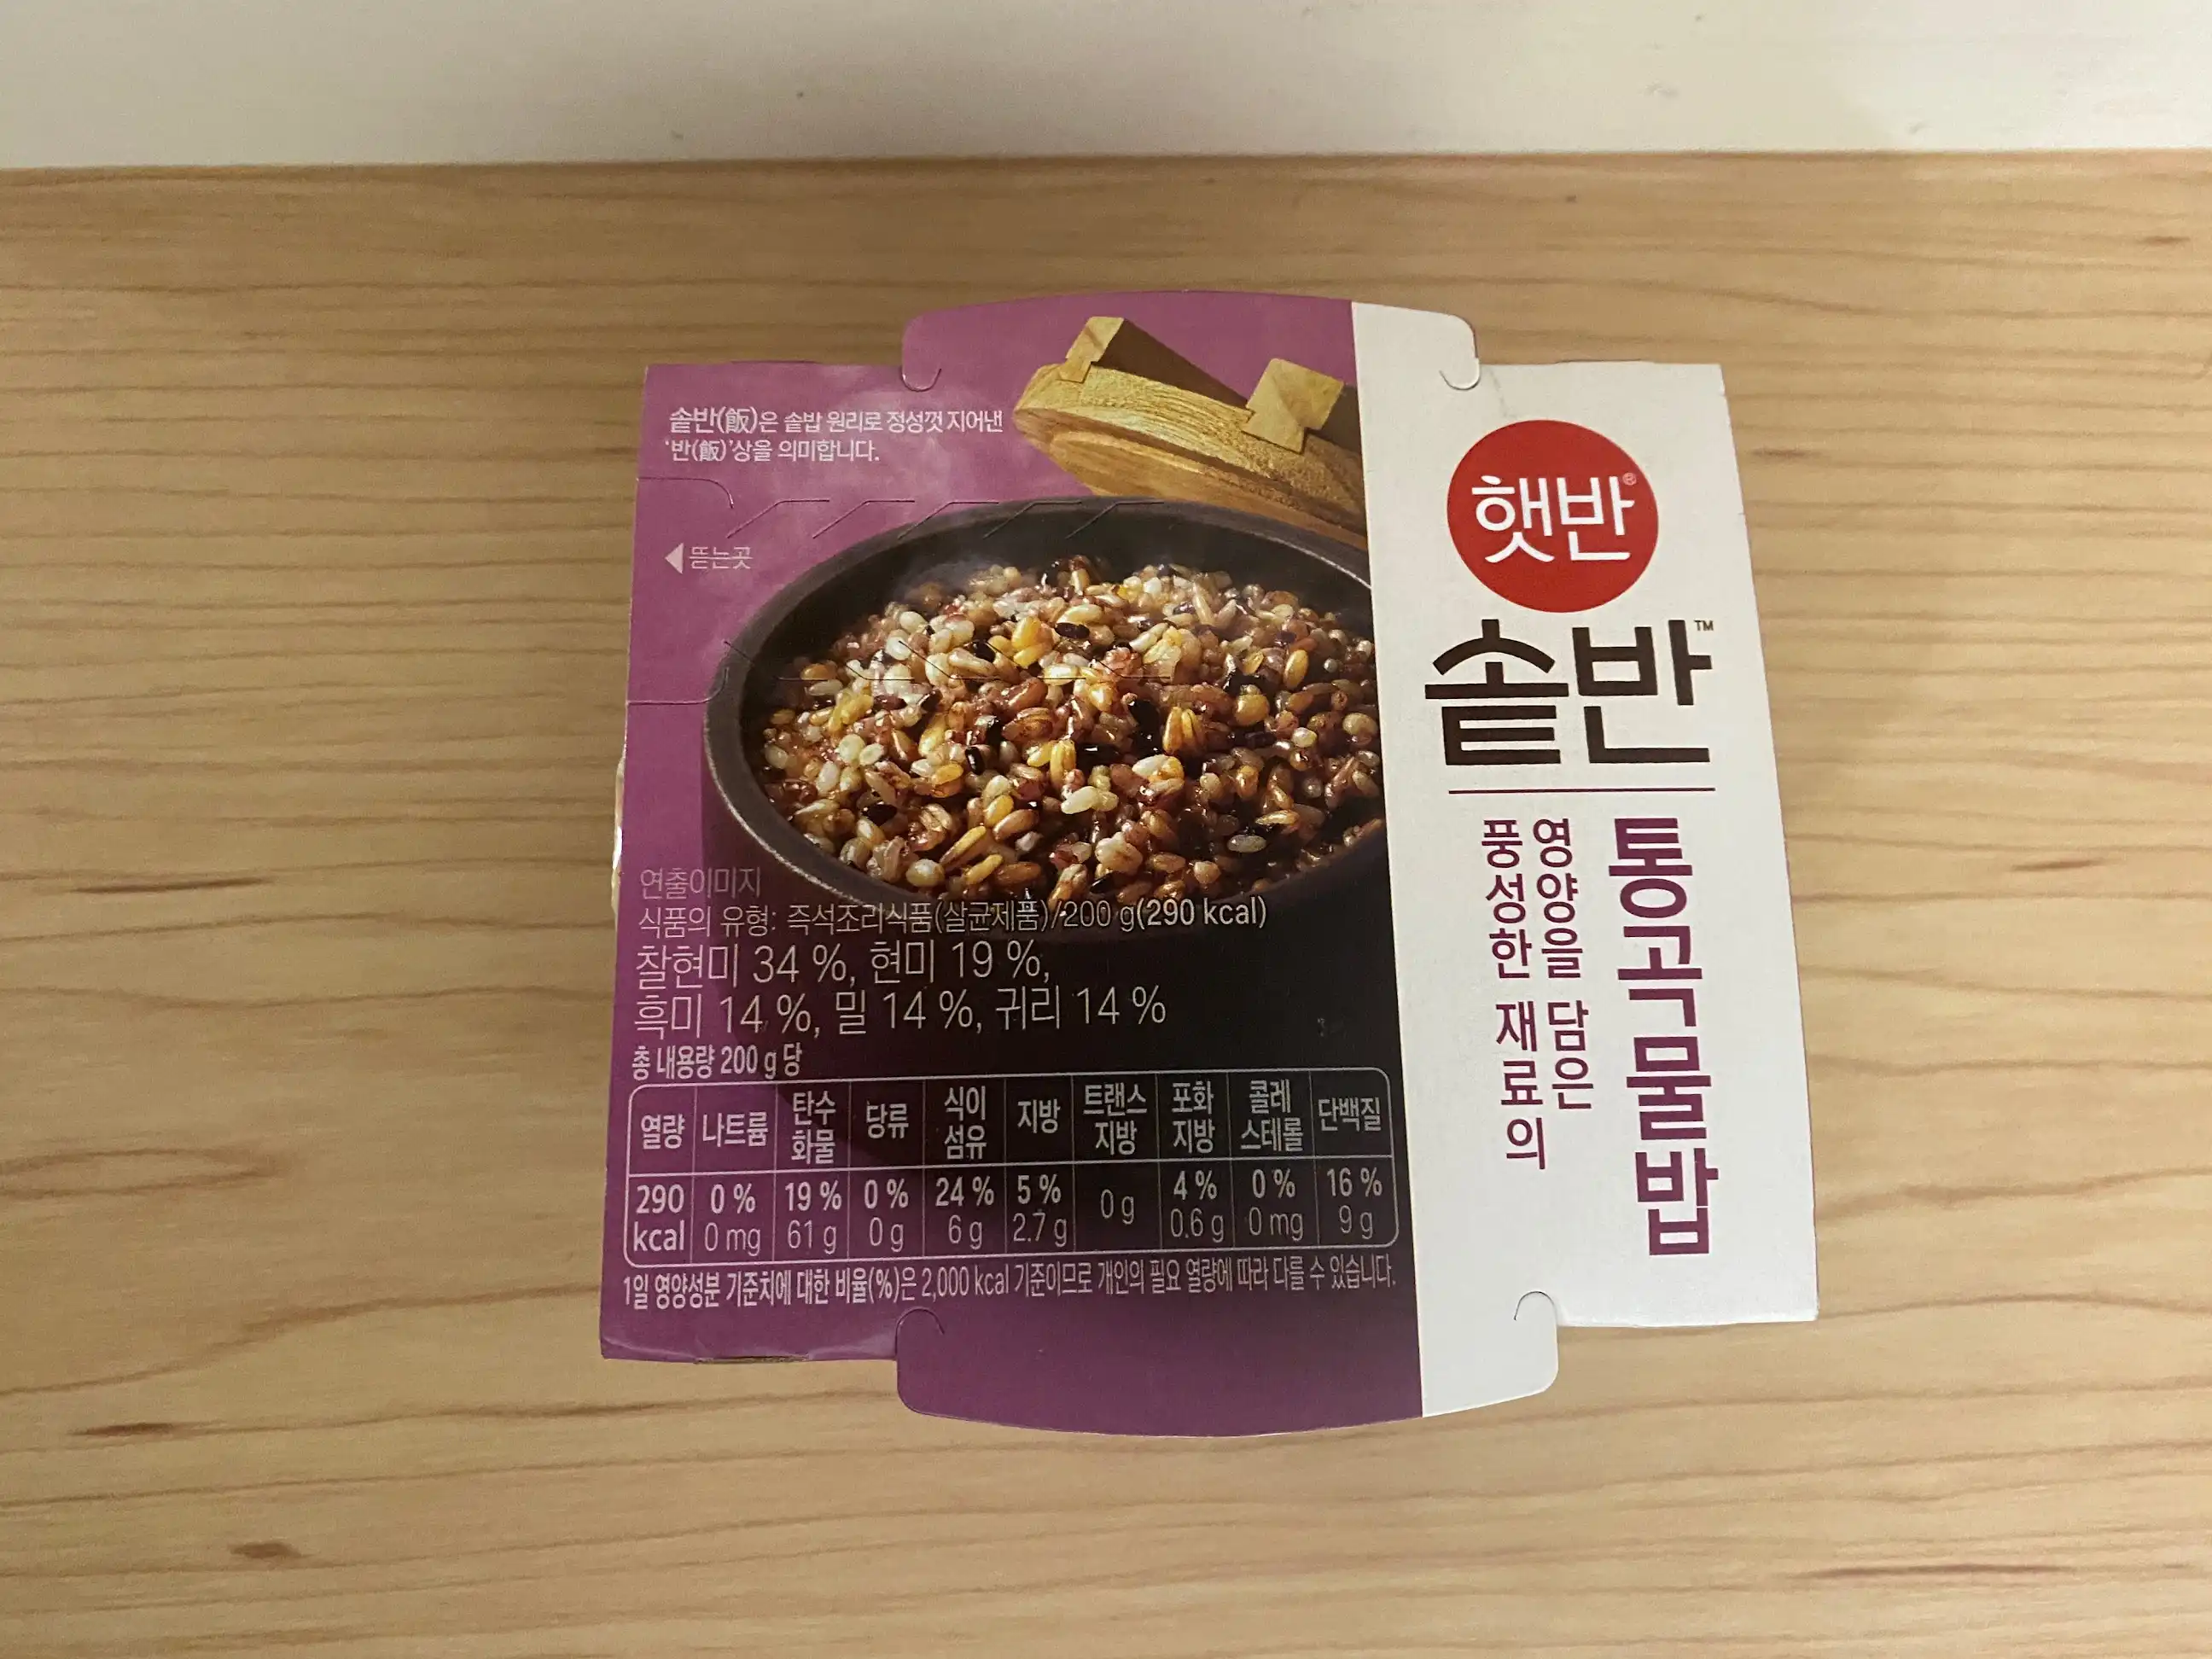 솥반(飯)은 솥밥 원리로 정성껏 지어낸
'반(飯)'상을 의미합니다.
◀뜯는곳
연출이미지
식품의 유형: 즉석조리식품(살균제품)/200 g(290 kcal)
찰현미 34 %, 현미 19 %,
흑미 14 %, 밀 14 %, 귀리 14 %
총 내용량 200 g 당
열량 나트륨 탄수화물 당류 식이섬유 지방 트랜스지방 포화지방 콜레스테롤 단백질
290 kcal 0 % 0 mg 19 % 61 g 0 % 0 g 24 % 6 g 5 % 2.7 g 0 g 4 % 0.6 g 0 % 0 mg 16 % 9 g
1일 영양성분 기준치에 대한 비율(%)은 2,000 kcal 기준이므로 개인의 필요 열량에 따라 다를 수 있습니다.
햇반®
솥반™
통곡물밥
영양을 담은
풍성한 재료의